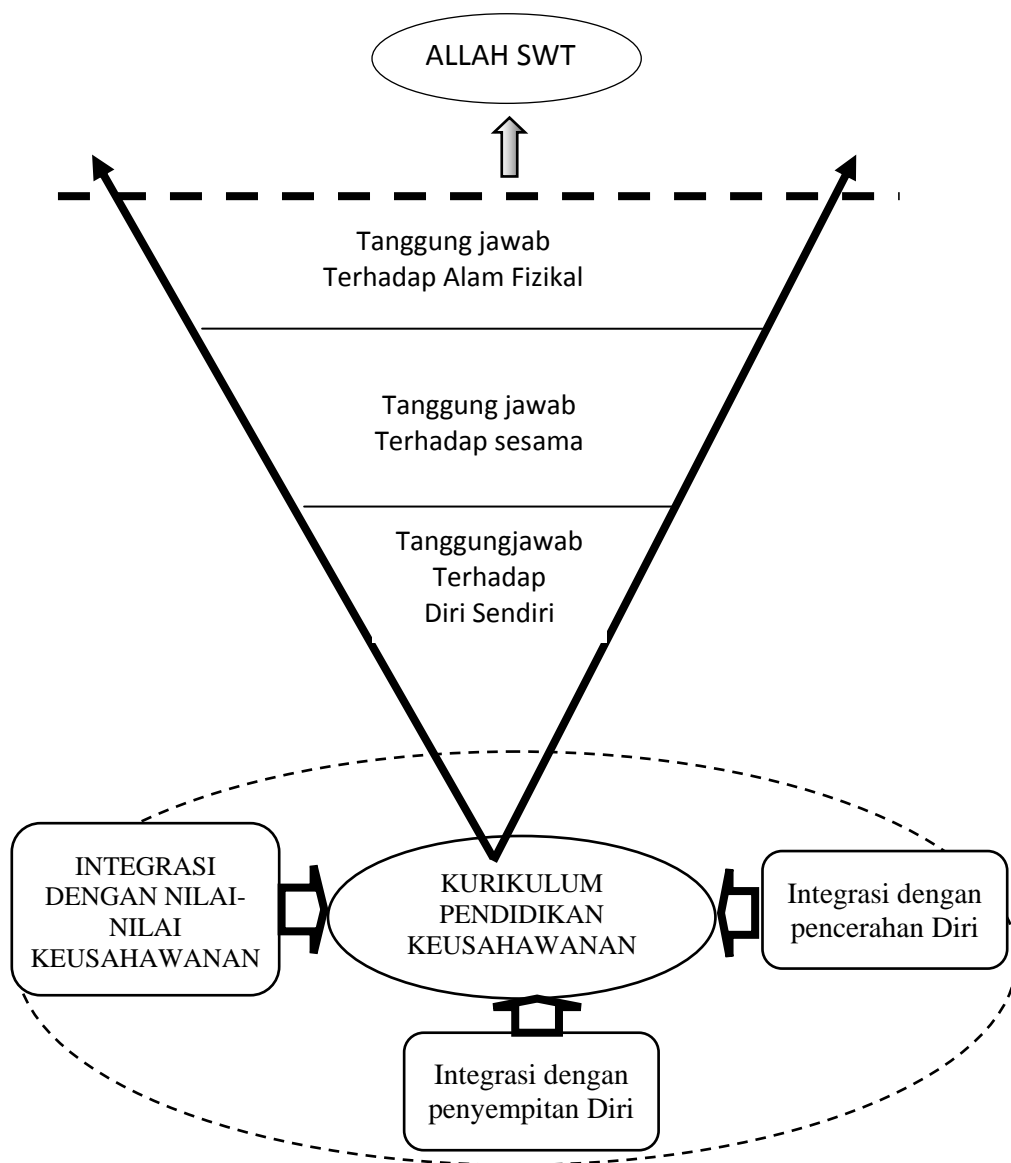 ALLAH SWT
Tanggung jawab
Terhadap Alam Fizikal
Tanggung jawab
Terhadap sesama
Tanggungjawab
Terhadap
Diri Sendiri
INTEGRASI
DENGAN NILAI-
NILAI
KEUSAHAWANAN
KURIKULUM
PENDIDIKAN
KEUSAHAWANAN
Integrasi dengan
pencerahan Diri
Integrasi dengan
penyempitan Diri